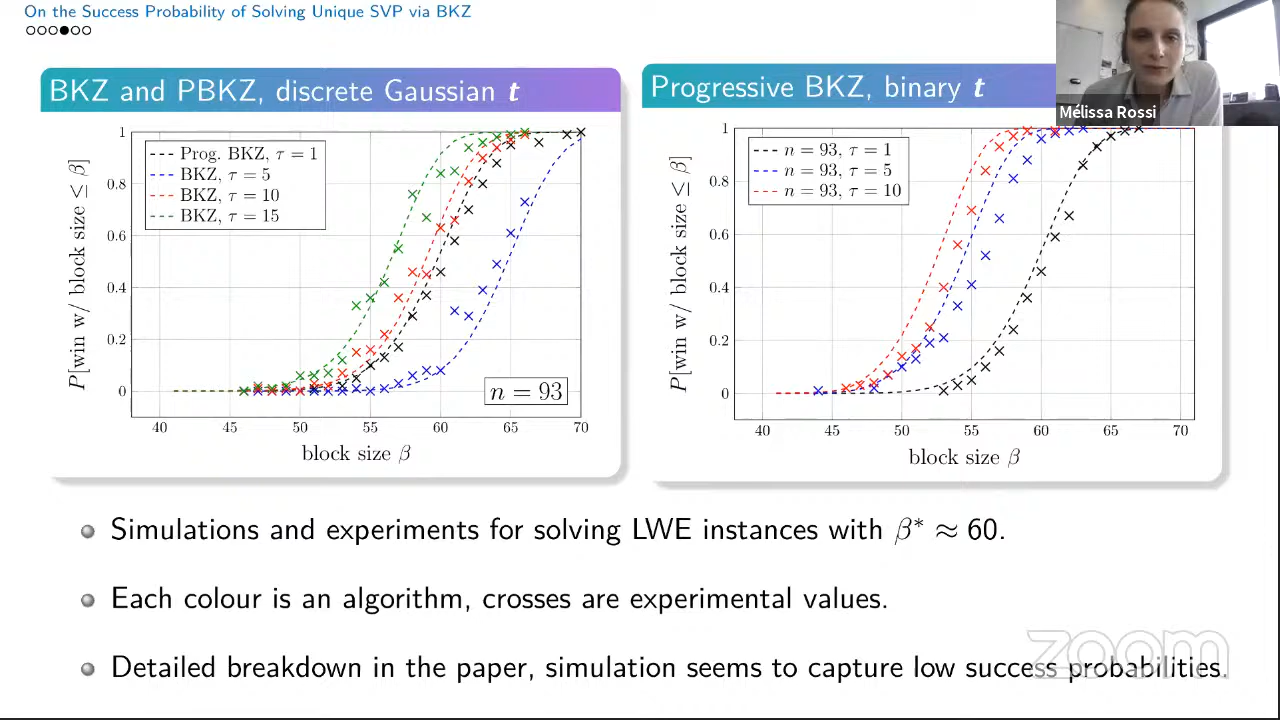 On the Success Probability of Solving Unique SVP via BKZ
BKZ and PBKZ, discrete Gaussian t
P[win w/ block size ≤ β]
1
0.8
0.6
0.4
0.2
0
Prog. BKZ, τ = 1
BKZ, τ = 5
BKZ, τ = 10
BKZ, τ = 15
n = 93
40 45 50 55 60 65 70
block size β
Progressive BKZ, binary t
P[win w/ block size ≤ β]
1
0.8
0.6
0.4
0.2
0
n = 93, τ = 1
n = 93, τ = 5
n = 93, τ = 10
40 45 50 55 60 65 70
block size β
Mélissa Rossi
Simulations and experiments for solving LWE instances with β* ≈ 60.
Each colour is an algorithm, crosses are experimental values.
Detailed breakdown in the paper, simulation seems to capture low success probabilities.
zoom